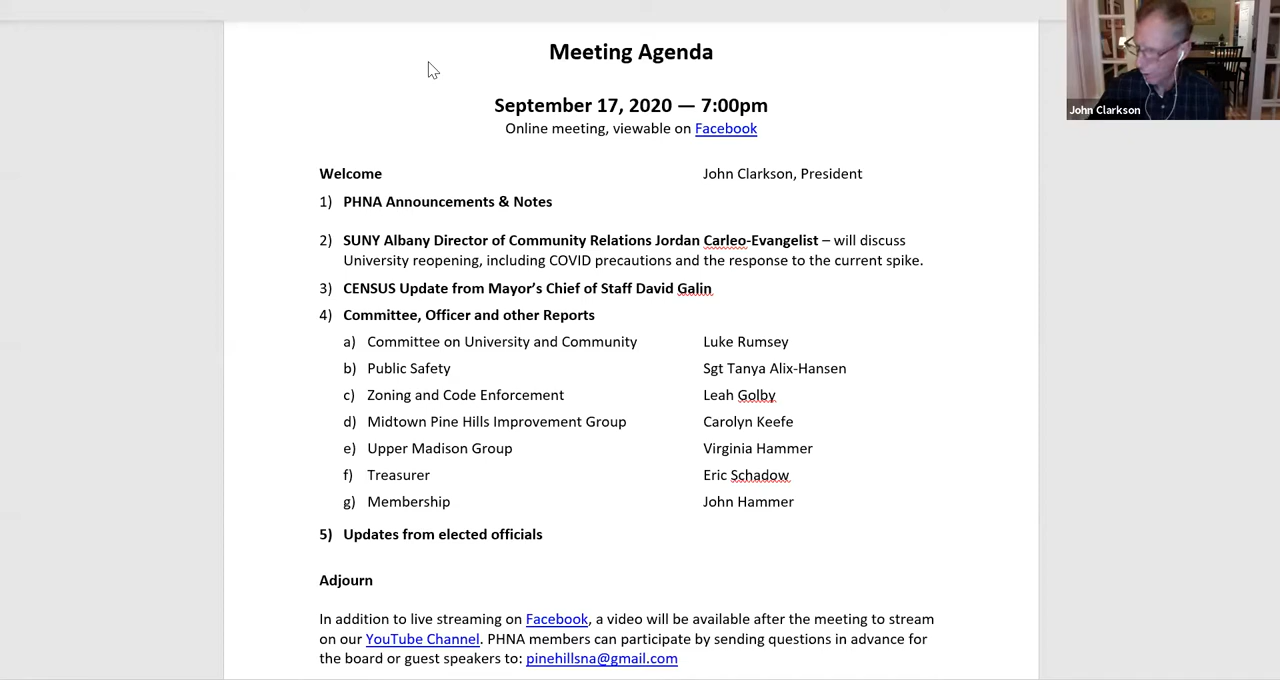 Meeting Agenda
John Clarkson
September 17, 2020 — 7:00pm
Online meeting, viewable on Facebook
Welcome John Clarkson, President
1) PHNA Announcements & Notes
2) SUNY Albany Director of Community Relations Jordan Carleo-Evangelist – will discuss
University reopening, including COVID precautions and the response to the current spike.
3) CENSUS Update from Mayor’s Chief of Staff David Galin
4) Committee, Officer and other Reports
a) Committee on University and Community Luke Rumsey
b) Public Safety Sgt Tanya Alix-Hansen
c) Zoning and Code Enforcement Leah Golby
d) Midtown Pine Hills Improvement Group Carolyn Keefe
e) Upper Madison Group Virginia Hammer
f) Treasurer Eric Schadow
g) Membership John Hammer
5) Updates from elected officials
Adjourn
In addition to live streaming on Facebook, a video will be available after the meeting to stream
on our YouTube Channel. PHNA members can participate by sending questions in advance for
the board or guest speakers to: pinehillsna@gmail.com